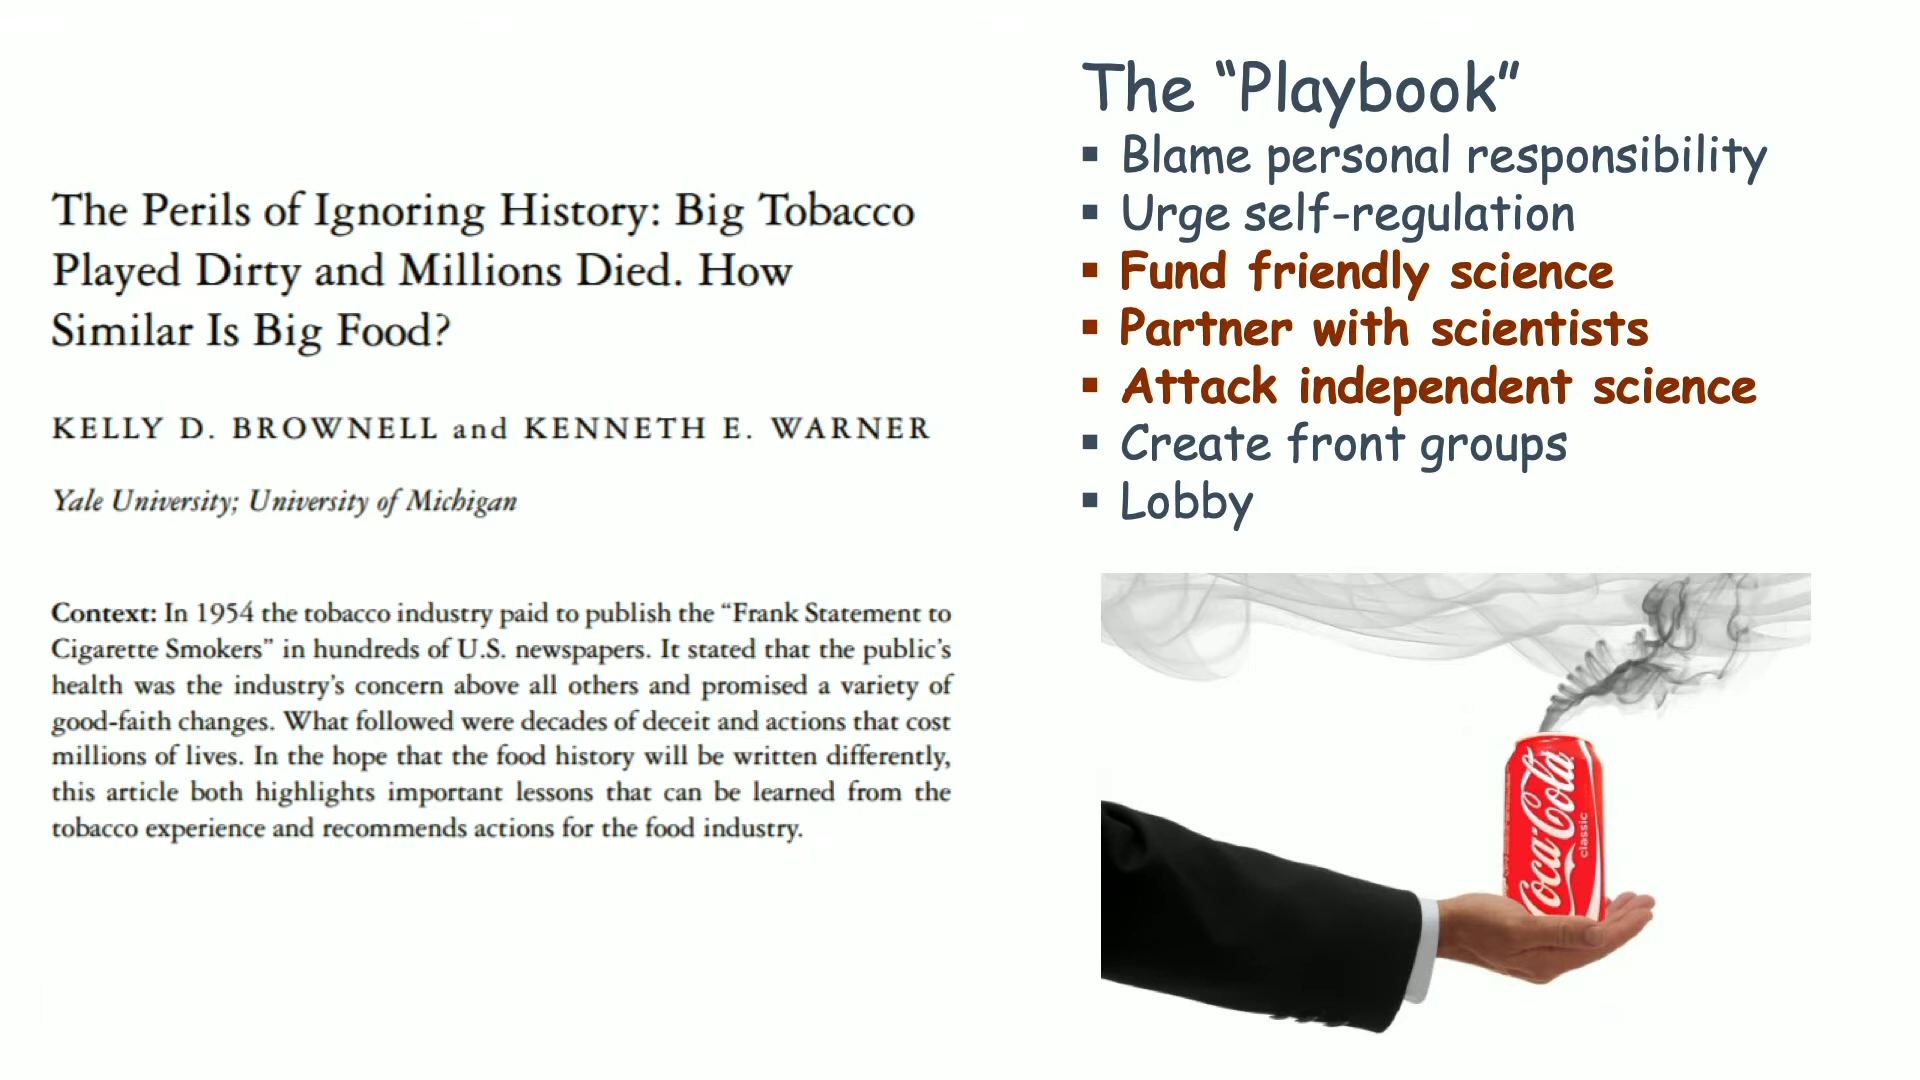 The Perils of Ignoring History: Big Tobacco
Played Dirty and Millions Died. How
Similar Is Big Food?
KELLY D. BROWNELL and KENNETH E. WARNER
Yale University; University of Michigan
Context: In 1954 the tobacco industry paid to publish the “Frank Statement to
Cigarette Smokers” in hundreds of U.S. newspapers. It stated that the public’s
health was the industry’s concern above all others and promised a variety of
good-faith changes. What followed were decades of deceit and actions that cost
millions of lives. In the hope that the food history will be written differently,
this article both highlights important lessons that can be learned from the
tobacco experience and recommends actions for the food industry.
The “Playbook”
▪ Blame personal responsibility
▪ Urge self-regulation
▪ Fund friendly science
▪ Partner with scientists
▪ Attack independent science
▪ Create front groups
▪ Lobby
Coca-Cola
classic